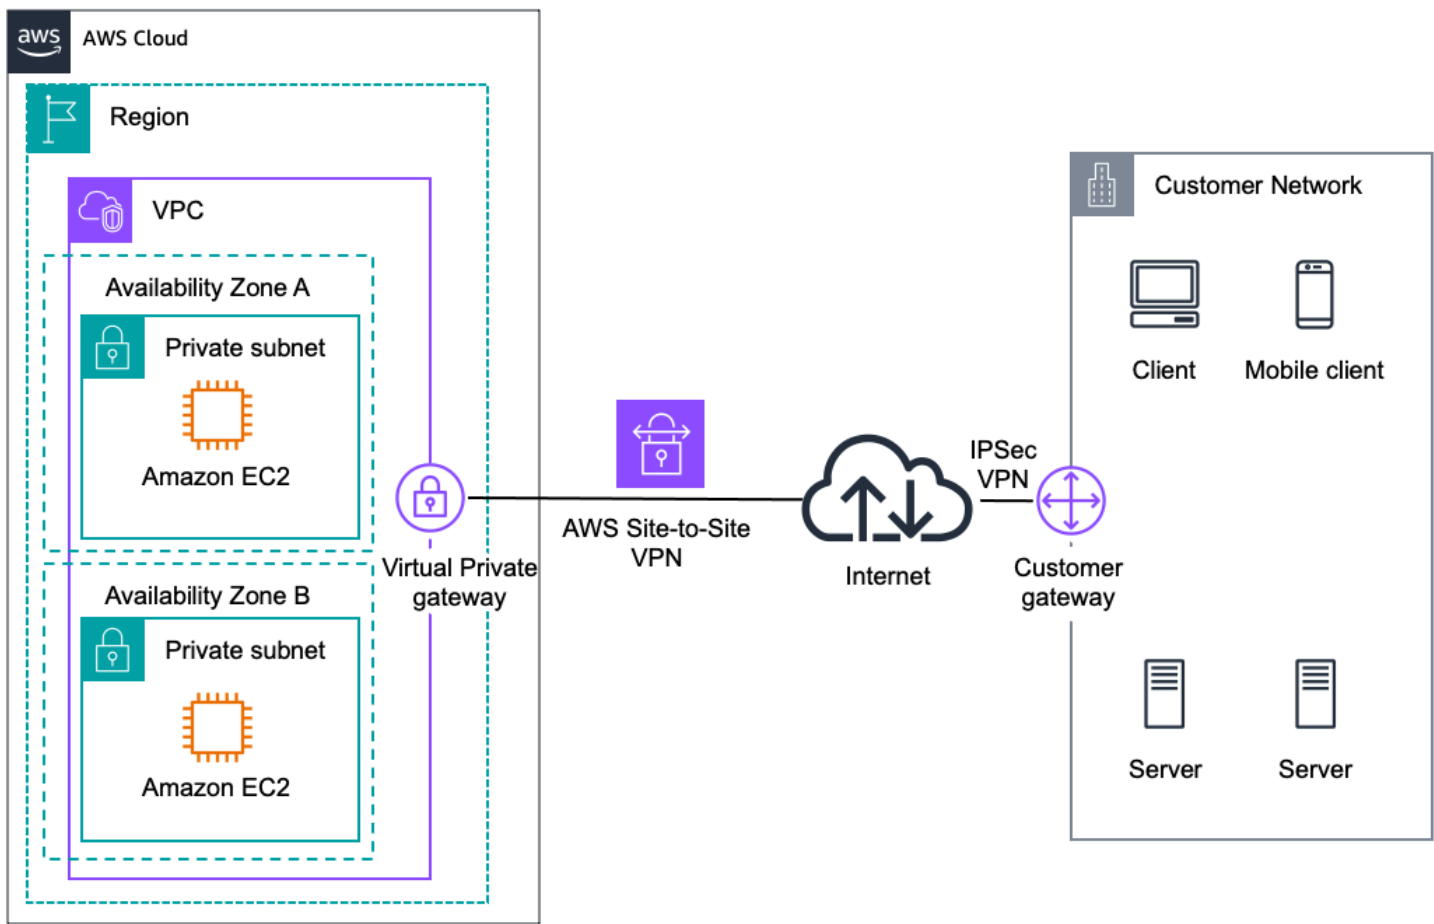 aws
AWS Cloud
Region
VPC
Availability Zone A
Private subnet
Amazon EC2
Availability Zone B
Private subnet
Amazon EC2
Virtual Private
gateway
AWS Site-to-Site
VPN
Internet
IPSec
VPN
Customer
gateway
Customer Network
Client
Mobile client
Server
Server